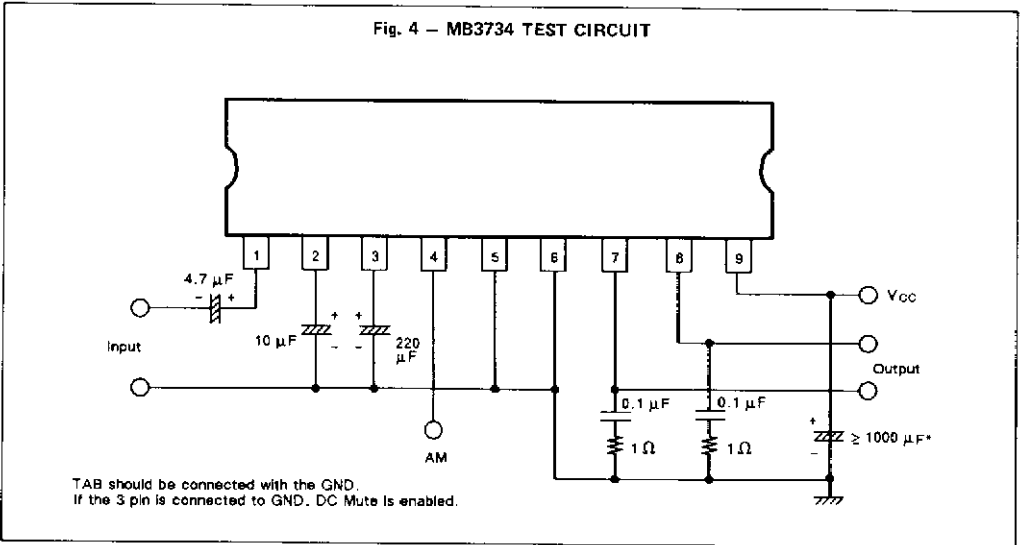 Fig. 4 – MB3734 TEST CIRCUIT
1 2 3 4 5 6 7 8 9
4.7 µF
- +
Input
10 µF
+
-
+
-
220
µF
AM
VCC
Output
0.1 µF
1 Ω
0.1 µF
1 Ω
+
-
≥ 1000 µF*
TAB should be connected with the GND.
If the 3 pin is connected to GND. DC Mute is enabled.